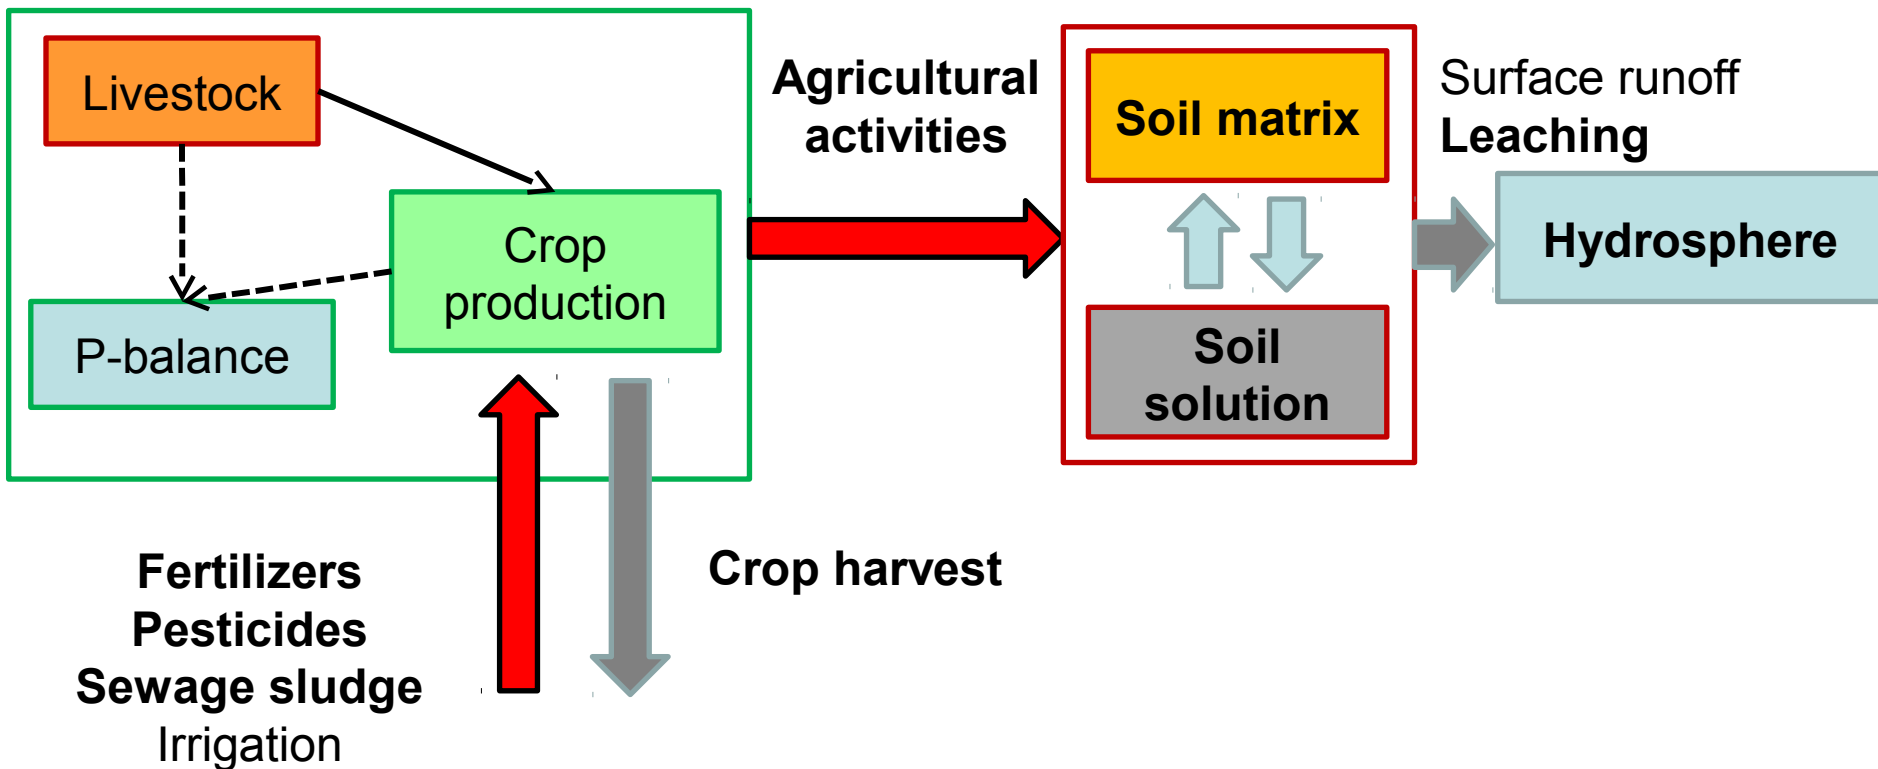 Livestock
Crop
production
P-balance
Agricultural
activities
Soil matrix
Soil
solution
Surface runoff
Leaching
Hydrosphere
Fertilizers
Pesticides
Sewage sludge
Irrigation
Crop harvest